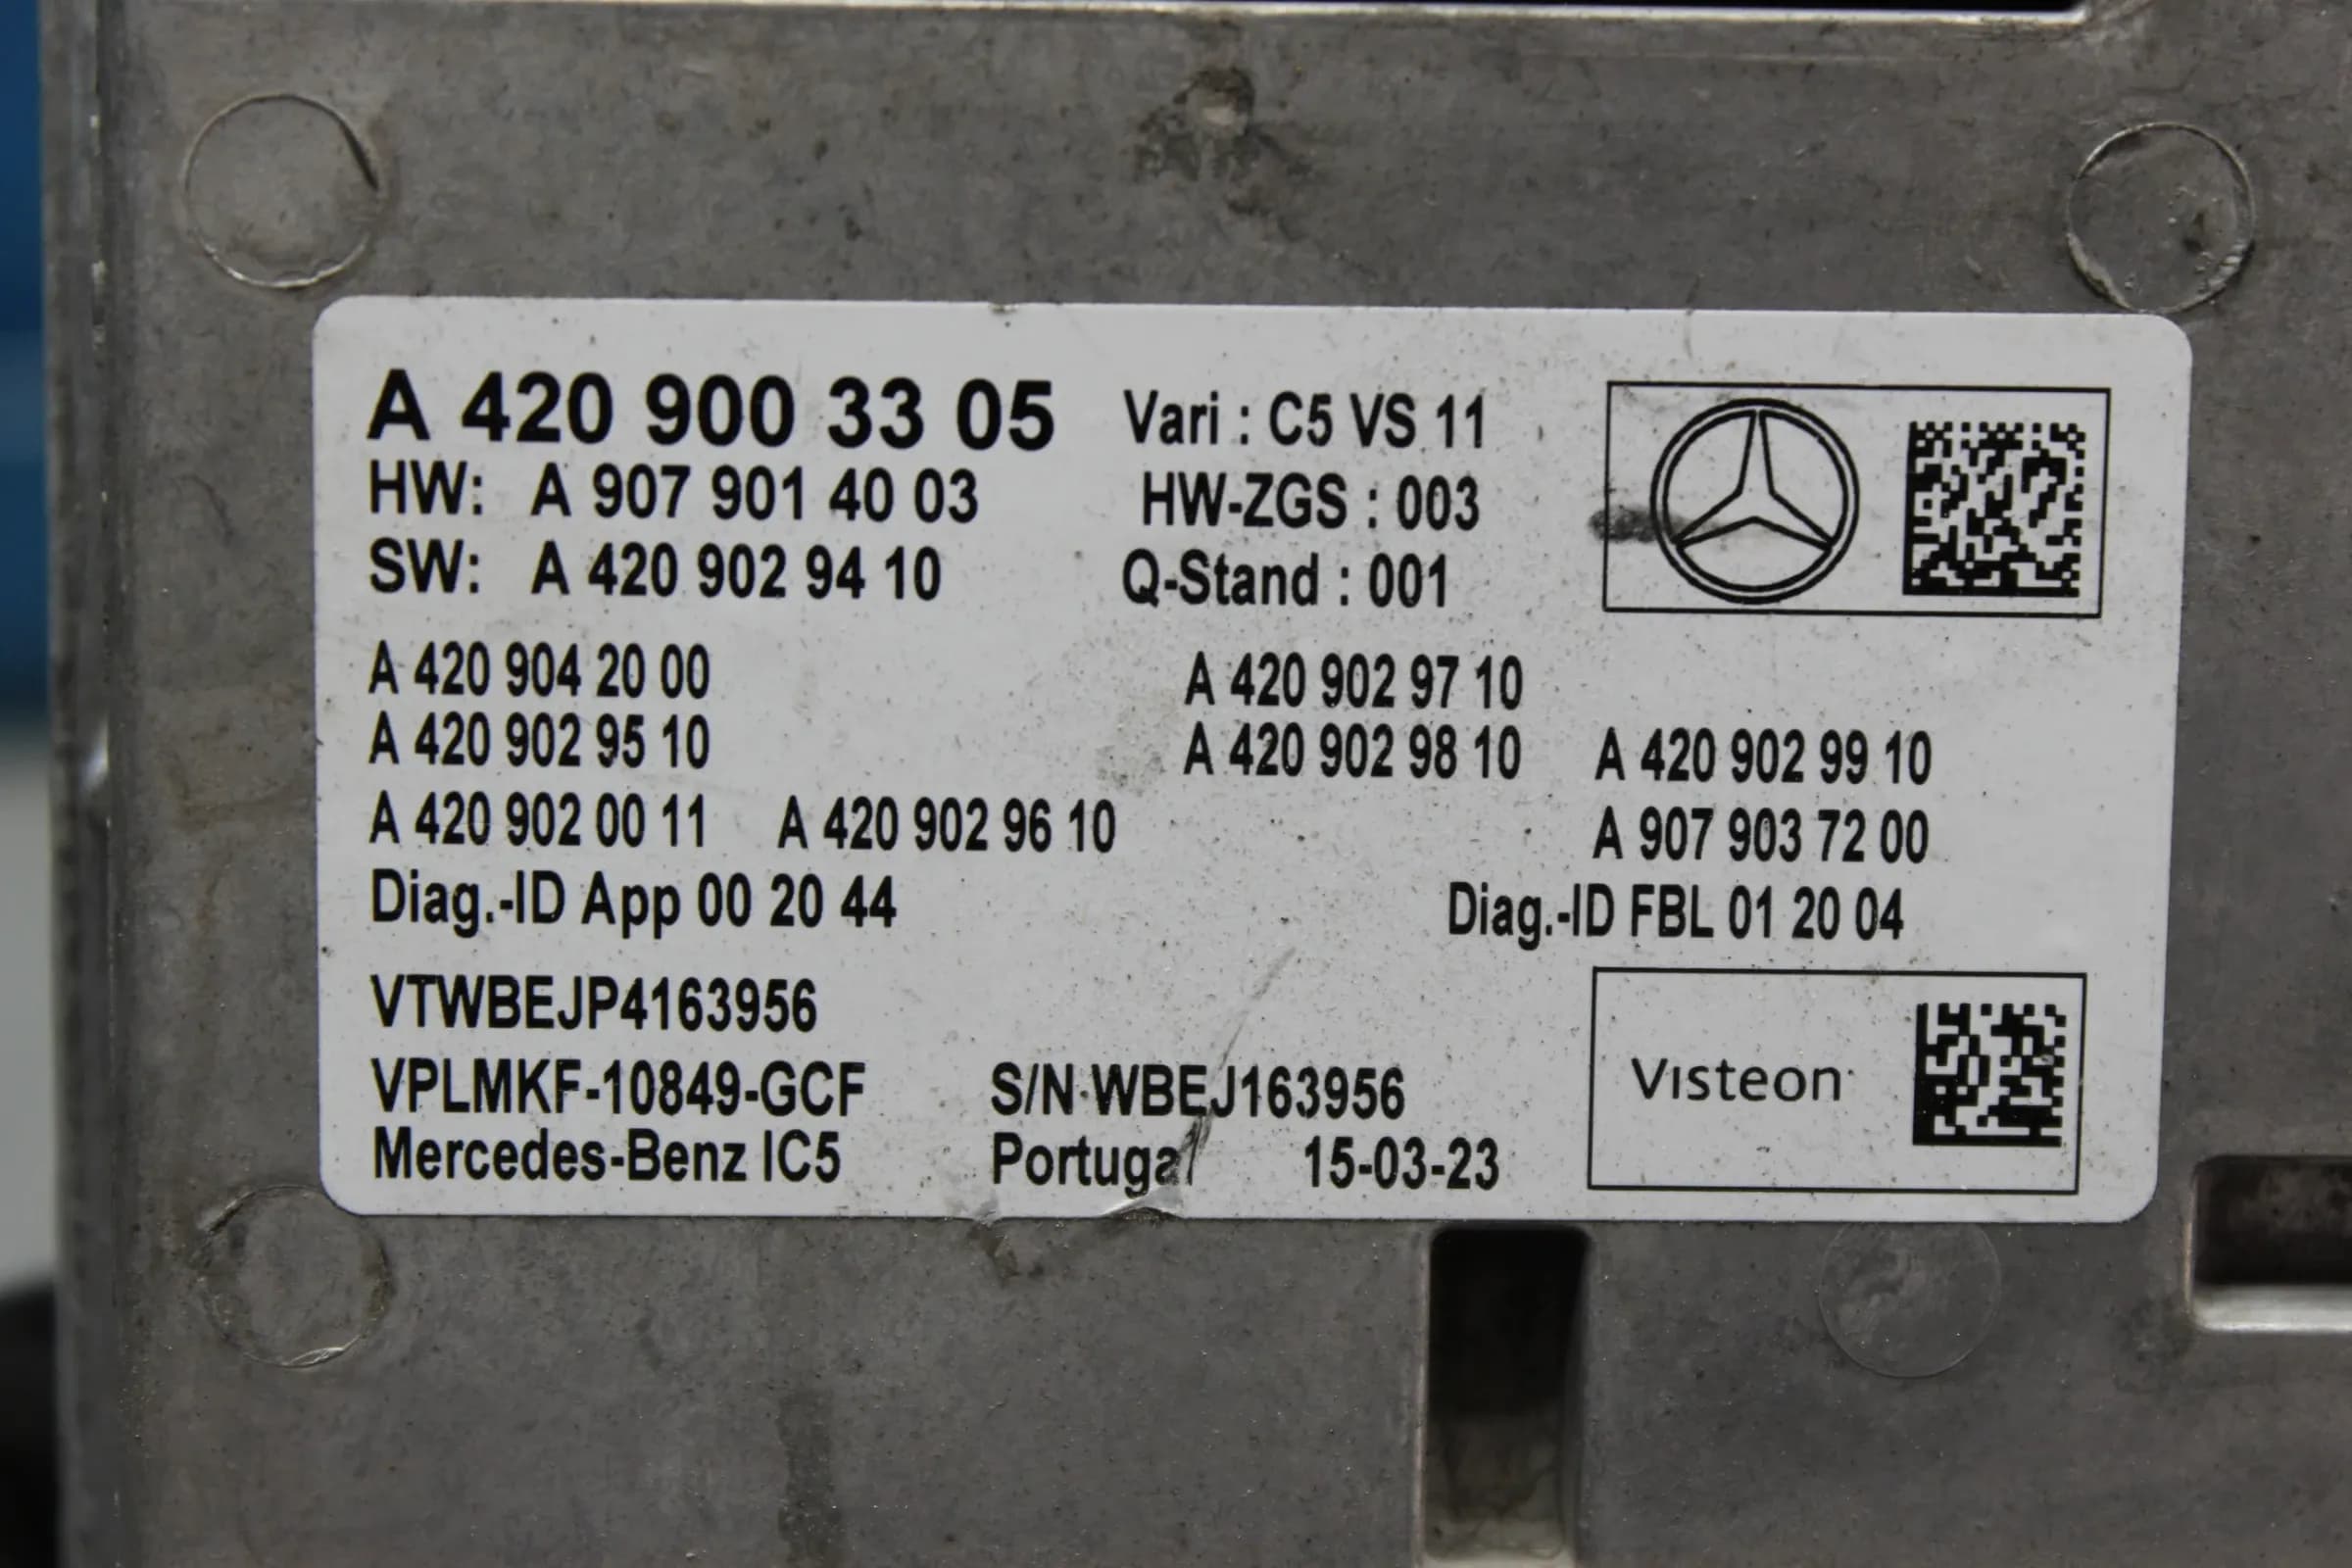 A 420 900 33 05 Vari : C5 VS 11
HW: A 907 901 40 03 HW-ZGS : 003
SW: A 420 902 94 10 Q-Stand : 001
A 420 904 20 00 A 420 902 97 10
A 420 902 95 10 A 420 902 98 10 A 420 902 99 10
A 420 902 00 11 A 420 902 96 10 A 907 903 72 00
Diag.-ID App 00 20 44 Diag.-ID FBL 01 20 04
VTWBEJP4163956
VPLMKF-10849-GCF S/N WBEJ163956 Visteon
Mercedes-Benz IC5 Portugal 15-03-23